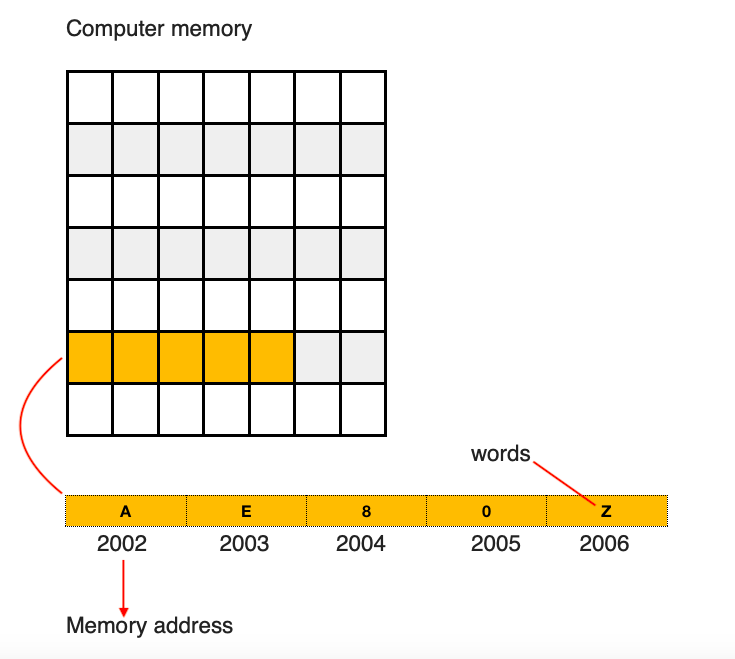 Computer memory
words
A E 8 0 Z
2002 2003 2004 2005 2006
Memory address